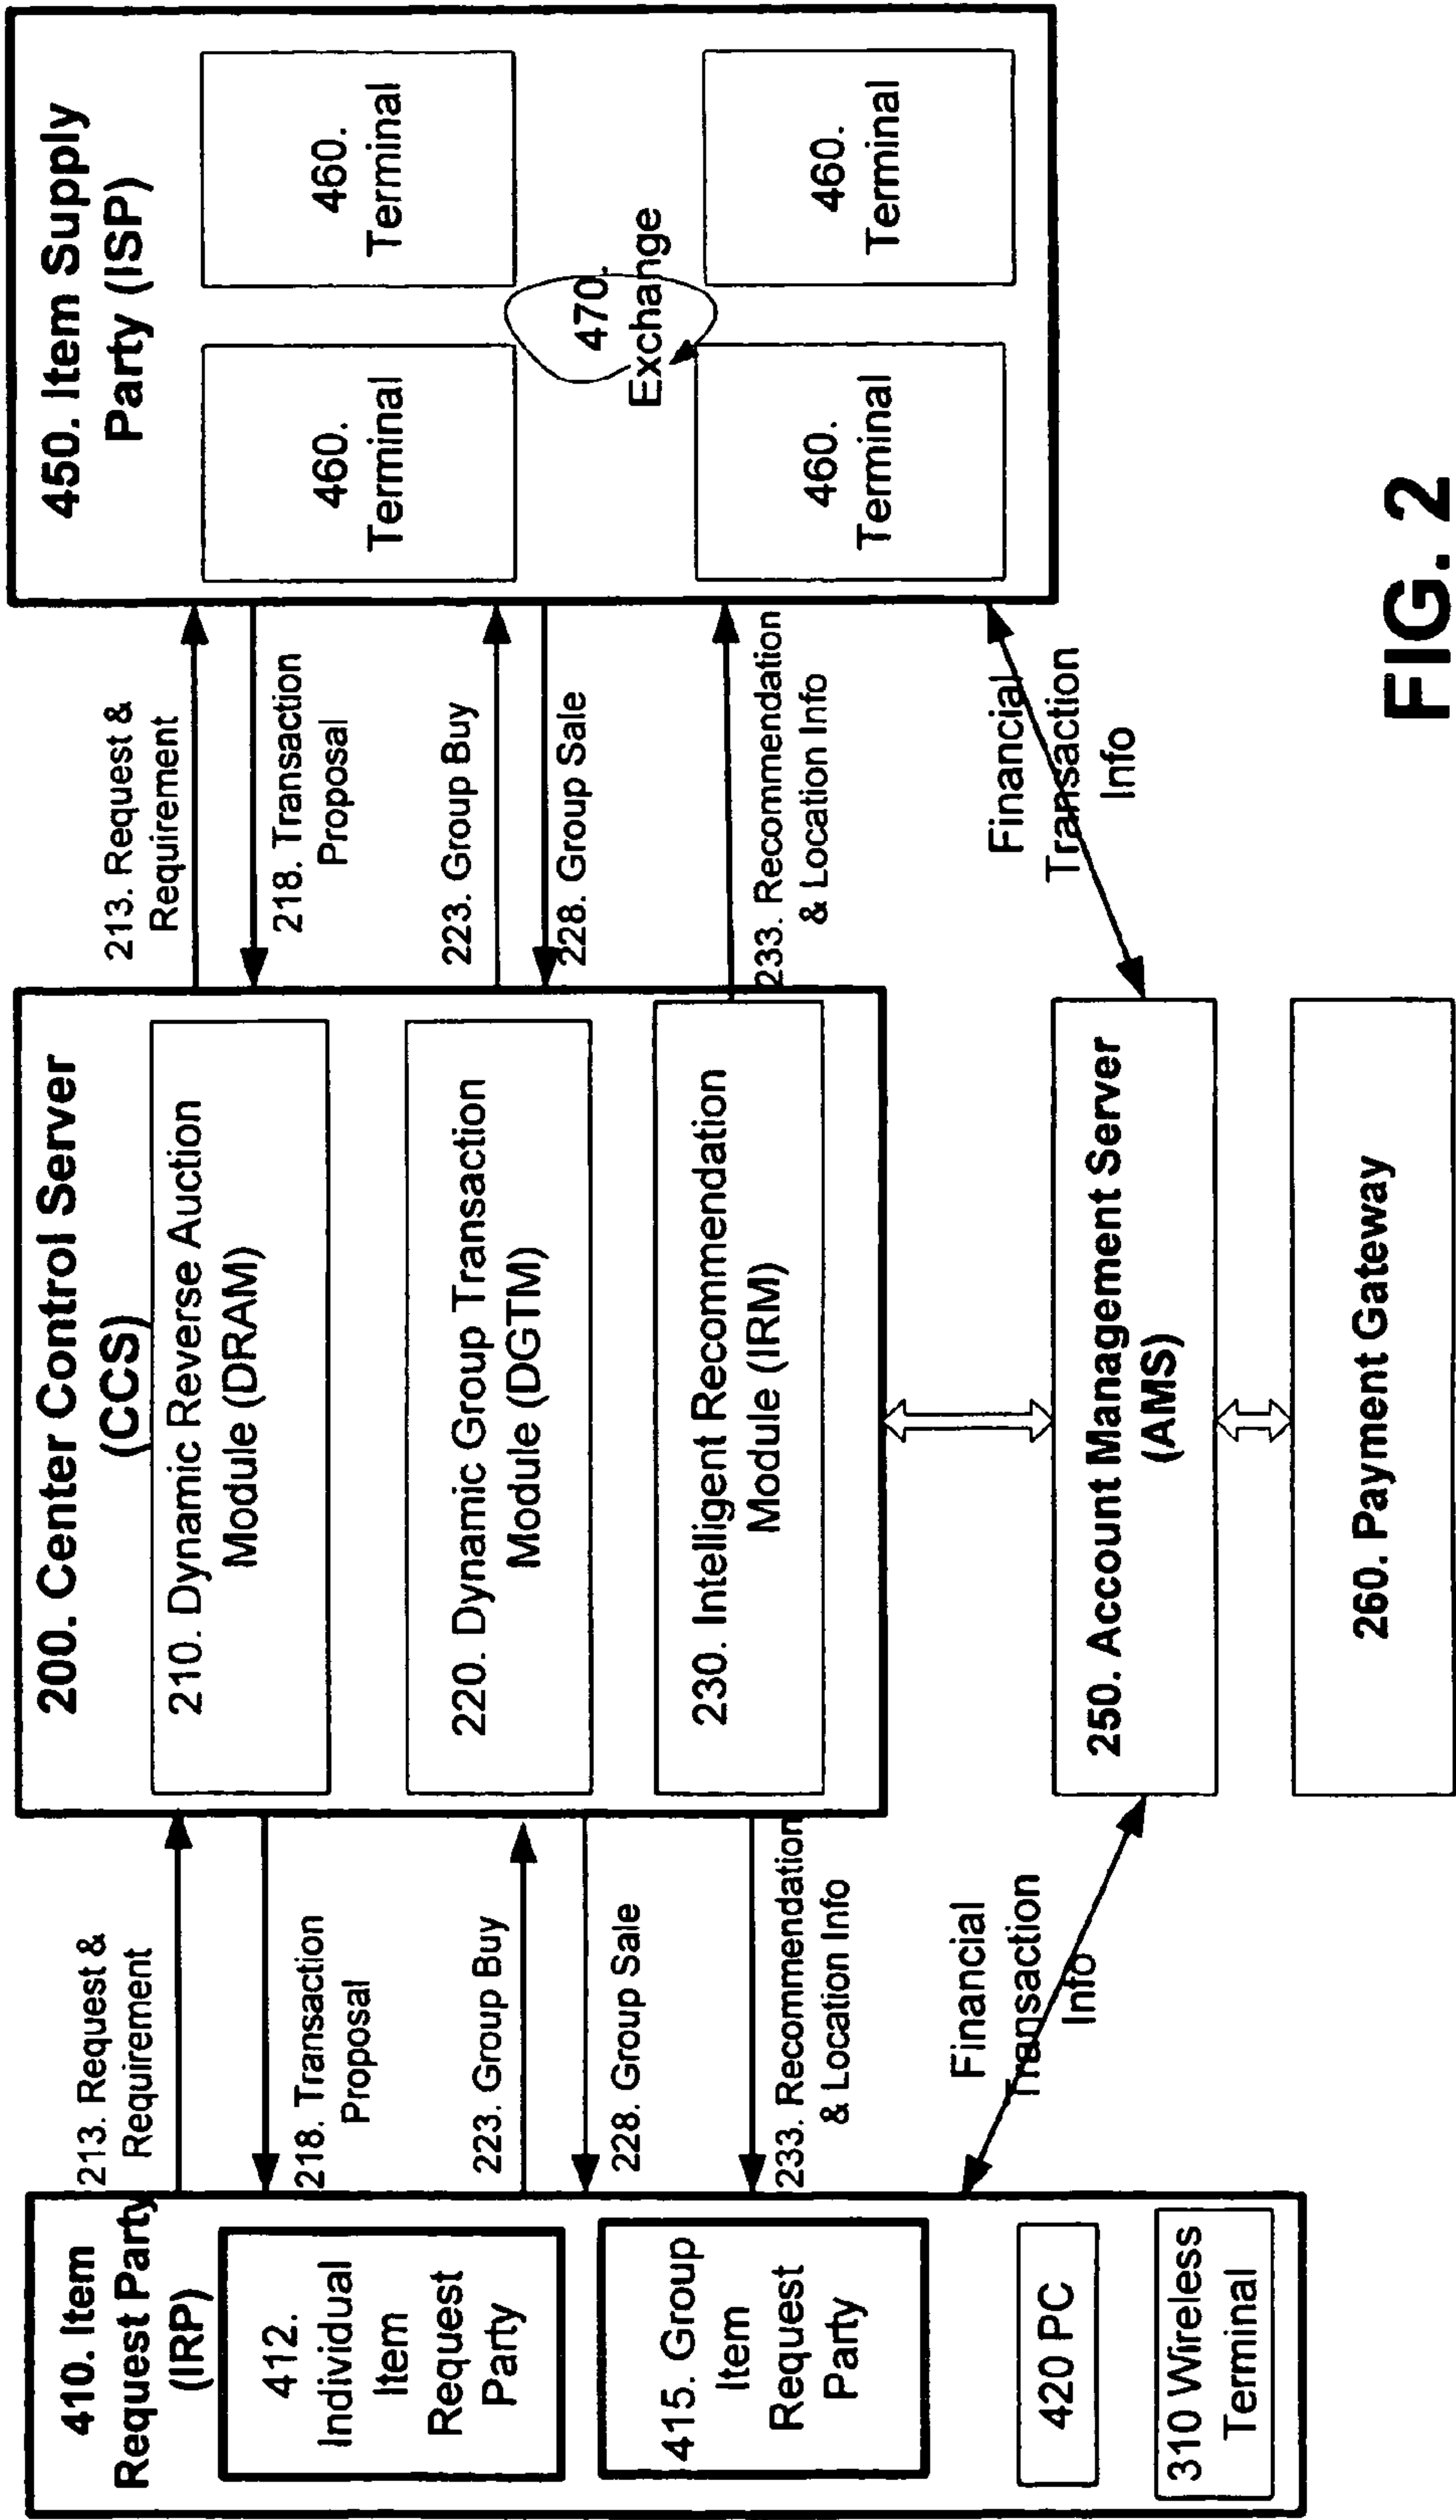 410. Item
Request Party
(IRP)
412.
Individual
Item
Request
Party
415. Group
Item
Request
Party
420 PC
310 Wireless
Terminal
213. Request &
Requirement
218. Transaction
Proposal
223. Group Buy
228. Group Sale
233. Recommendation
& Location Info
Financial
Transaction
Info
200. Center Control Server
(CCS)
210. Dynamic Reverse Auction
Module (DRAM)
220. Dynamic Group Transaction
Module (DGTM)
230. Intelligent Recommendation
Module (IRM)
250. Account Management Server
(AMS)
260. Payment Gateway
213. Request &
Requirement
218. Transaction
Proposal
223. Group Buy
228. Group Sale
233. Recommendation
& Location Info
Financial
Transaction
Info
450. Item Supply
Party (ISP)
460.
Terminal
460.
Terminal
470.
Exchange
460.
Terminal
460.
Terminal
FIG. 2